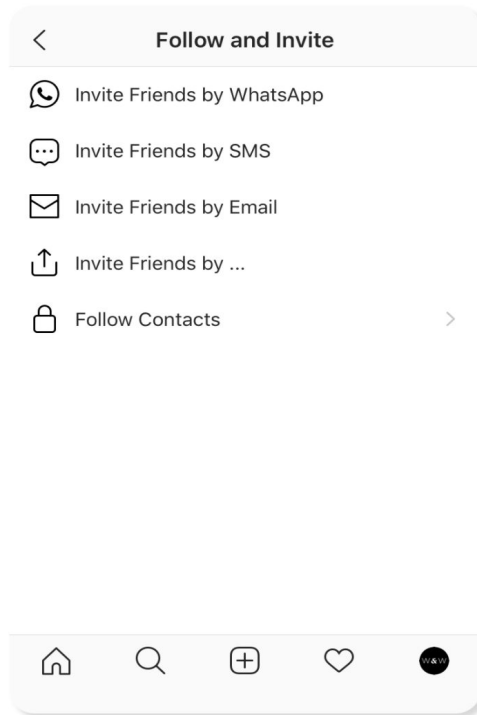 Follow and Invite
Invite Friends by WhatsApp
Invite Friends by SMS
Invite Friends by Email
Invite Friends by ...
Follow Contacts
W&W